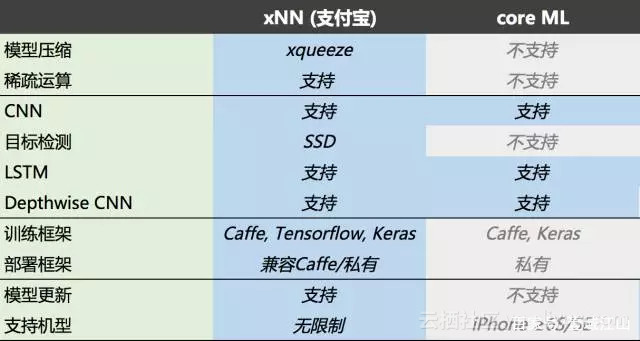 xNN (支付宝) core ML
模型压缩 xqueeze 不支持
稀疏运算 支持 不支持
CNN 支持 支持
目标检测 SSD 不支持
LSTM 支持 支持
Depthwise CNN 支持 支持
训练框架 Caffe, Tensorflow, Keras Caffe, Keras
部署框架 兼容Caffe/私有 私有
模型更新 支持 不支持
支持机型 无限制 iPhone
云栖社区